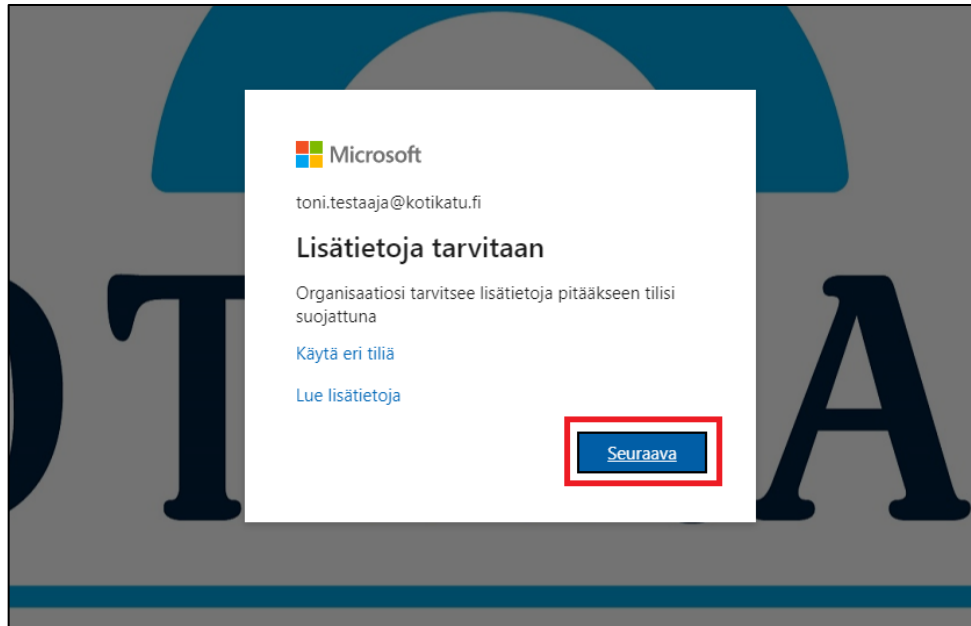 Microsoft
toni.testaaja@kotikatu.fi
Lisätietoja tarvitaan
Organisaatiosi tarvitsee lisätietoja pitääkseen tilisi
suojattuna
Käytä eri tiliä
Lue lisätietoja
Seuraava